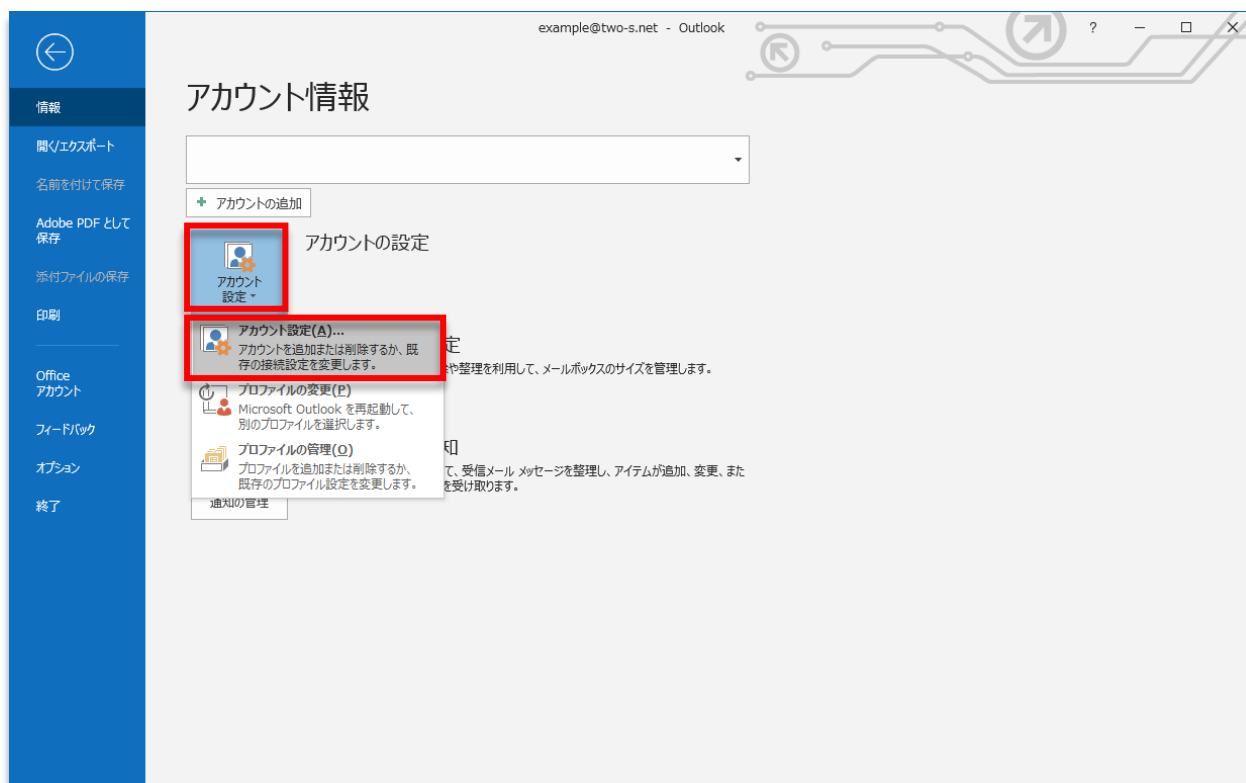 example@two-s.net - Outlook
?
情報
開く/エクスポート
名前を付けて保存
Adobe PDF として
保存
添付ファイルの保存
印刷
Office
アカウント
フィードバック
オプション
終了
アカウント情報
アカウントの追加
アカウント
設定
アカウントの設定
アカウント設定(A)...
アカウントを追加または削除するか、既
存の接続設定を変更します。
プロファイルの変更(P)
Microsoft Outlook を再起動して、
別のプロファイルを選択します。
プロファイルの管理(O)
プロファイルを追加または削除するか、
既存のプロファイル設定を変更します。
定
や整理を利用して、メールボックスのサイズを管理します。
知
て、受信メール メッセージを整理し、アイテムが追加、変更、また
を受け取ります。
通知の管理